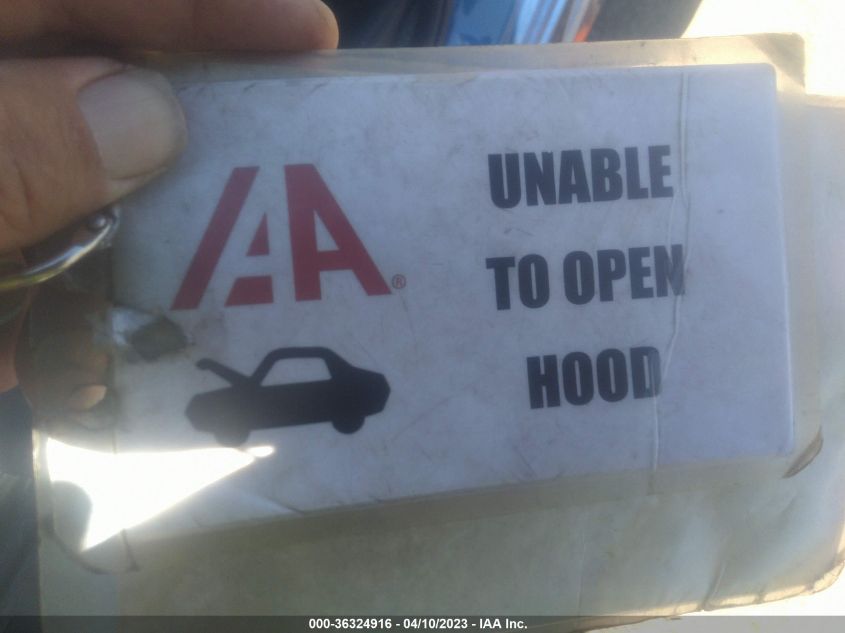 IAA®
UNABLE
TO OPEN
HOOD
000-36324916 - 04/10/2023 - IAA Inc.